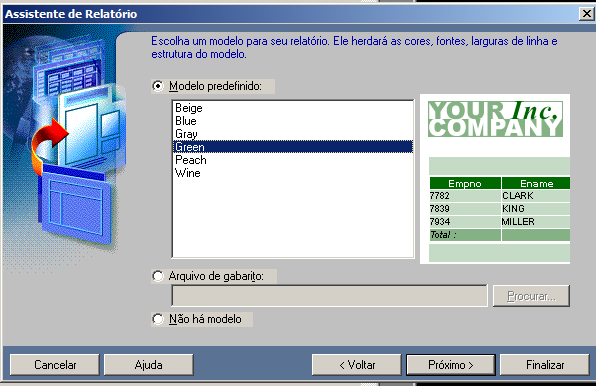 Assistente de Relatório
Escolha um modelo para seu relatório. Ele herdará as cores, fontes, larguras de linha e
estrutura do modelo.
Modelo predefinido:
Beige
Blue
Gray
Green
Peach
Wine
YOUR Inc.
COMPANY
Empno Ename
7782 CLARK
7839 KING
7934 MILLER
Total :
Arquivo de gabarito:
Procurar...
Não há modelo
Cancelar Ajuda < Voltar Próximo > Finalizar